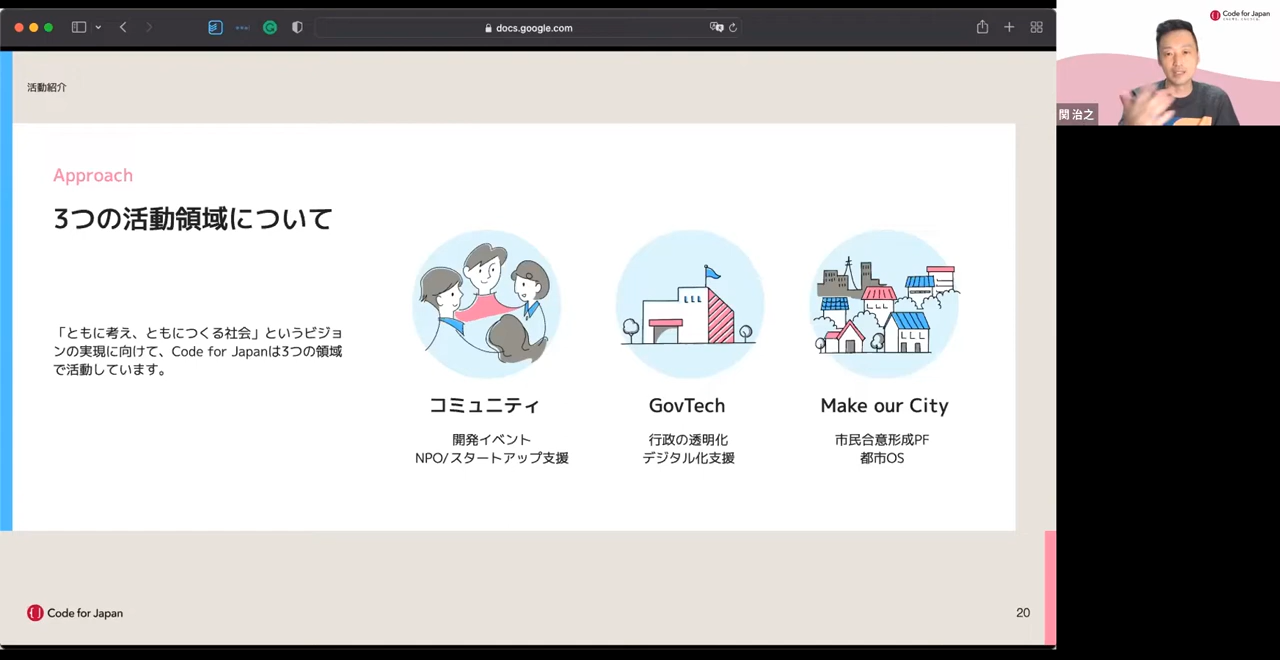 docs.google.com
Code for Japan
関 治之
活動紹介
Approach
3つの活動領域について
「ともに考え、ともにつくる社会」というビジョ
ンの実現に向けて、Code for Japanは3つの領域
で活動しています。
コミュニティ
開発イベント
NPO/スタートアップ支援
GovTech
行政の透明化
デジタル化支援
Make our City
市民合意形成PF
都市OS
Code for Japan
20